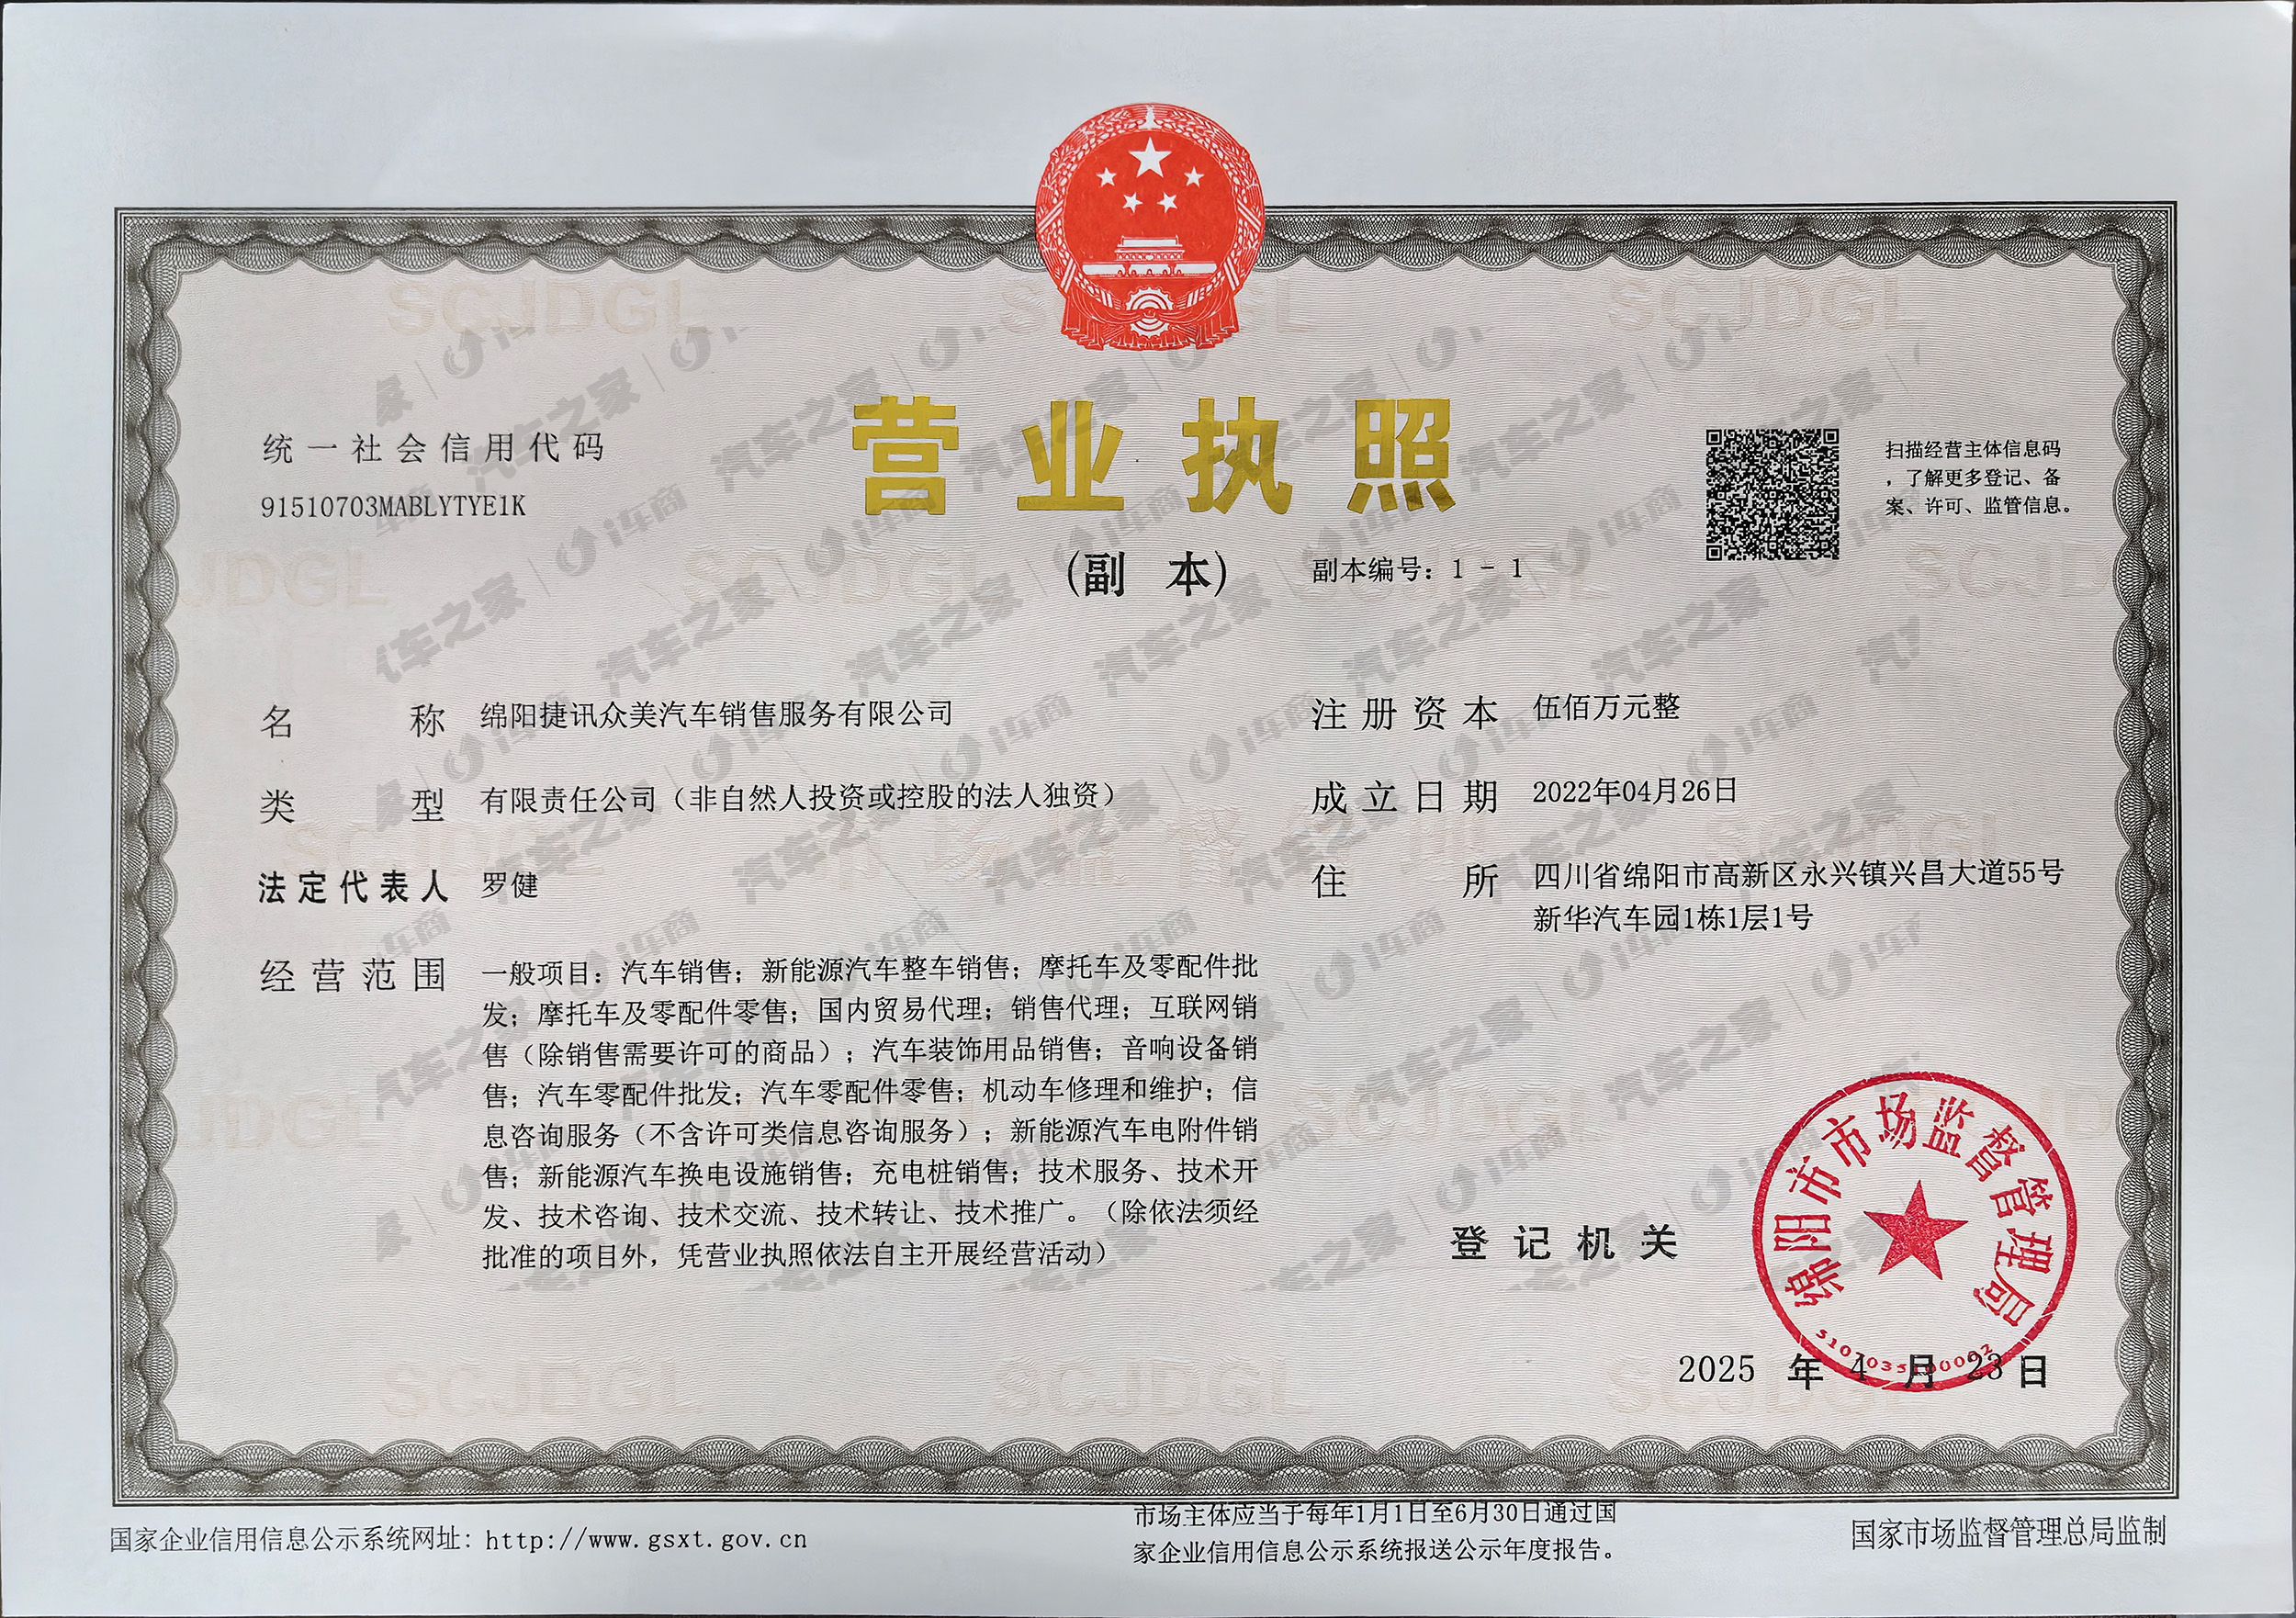 营业执照
(副 本)
副本编号：1 - 1
统一社会信用代码
91510703MABLYTYE1K
扫描经营主体信息码
，了解更多登记、备
案、许可、监管信息。
名 称 绵阳捷讯众美汽车销售服务有限公司
类 型 有限责任公司（非自然人投资或控股的法人独资）
法定代表人 罗健
经营范围 一般项目：汽车销售；新能源汽车整车销售；摩托车及零配件批
发；摩托车及零配件零售；国内贸易代理；销售代理；互联网销
售（除销售需要许可的商品）；汽车装饰用品销售；音响设备销
售；汽车零配件批发；汽车零配件零售；机动车修理和维护；信
息咨询服务（不含许可类信息咨询服务）；新能源汽车电附件销
售；新能源汽车换电设施销售；充电桩销售；技术服务、技术开
发、技术咨询、技术交流、技术转让、技术推广。（除依法须经
批准的项目外，凭营业执照依法自主开展经营活动）
注册资本 伍佰万元整
成立日期 2022年04月26日
住 所 四川省绵阳市高新区永兴镇兴昌大道55号
新华汽车园1栋1层1号
登记机关
绵阳市市场监督管理局
2025 年 4 月 23 日
国家企业信用信息公示系统网址：http://www.gsxt.gov.cn
市场主体应当于每年1月1日至6月30日通过国
家企业信用信息公示系统报送公示年度报告。
国家市场监督管理总局监制
SCJDGL
汽车之家
i车商